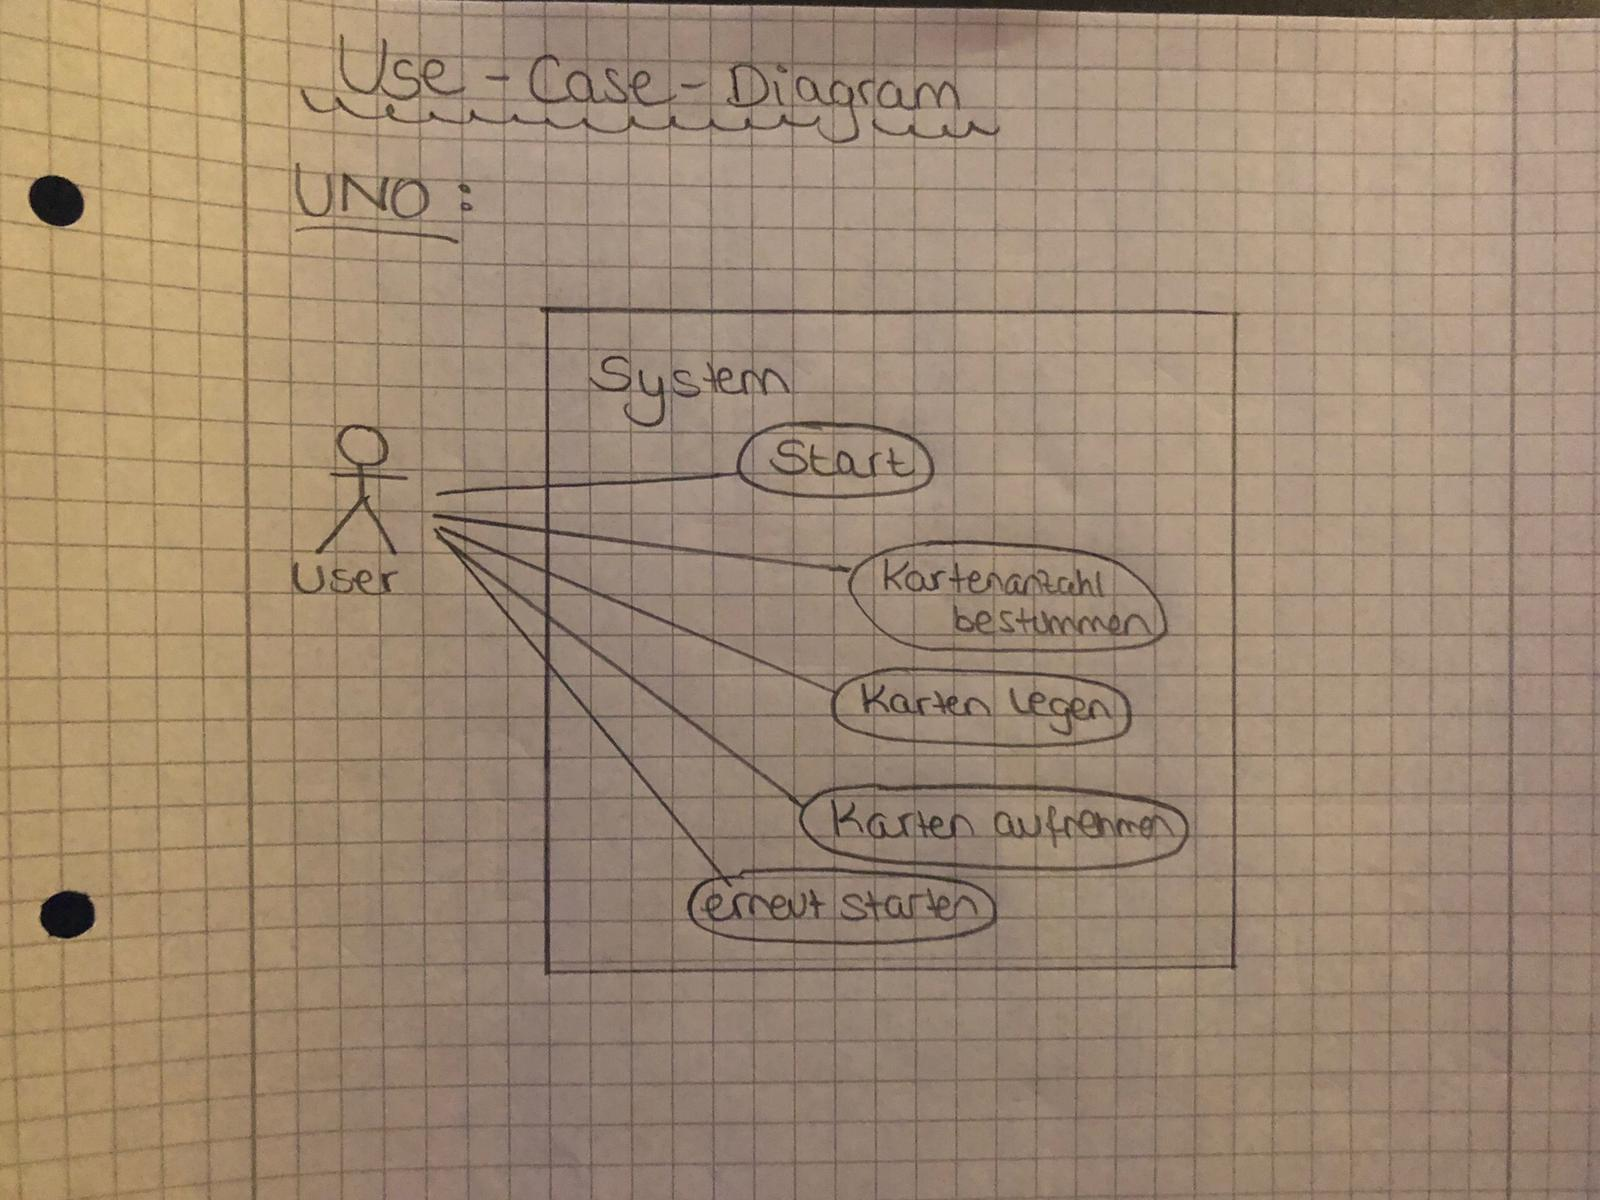 Use-Case-Diagram
UNO:
System
Start
User
Kartenanzahl
bestimmen
Karten legen
Karten aufnehmen
erneut starten